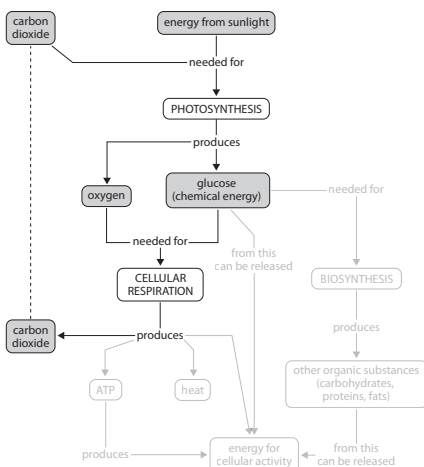 carbon
dioxide
energy from sunlight
needed for
PHOTOSYNTHESIS
produces
oxygen
glucose
(chemical energy)
needed for
needed for
from this
can be released
CELLULAR
RESPIRATION
BIOSYNTHESIS
carbon
dioxide
produces
produces
ATP
heat
other organic substances
(carbohydrates,
proteins, fats)
produces
energy for
cellular activity
from this
can be released